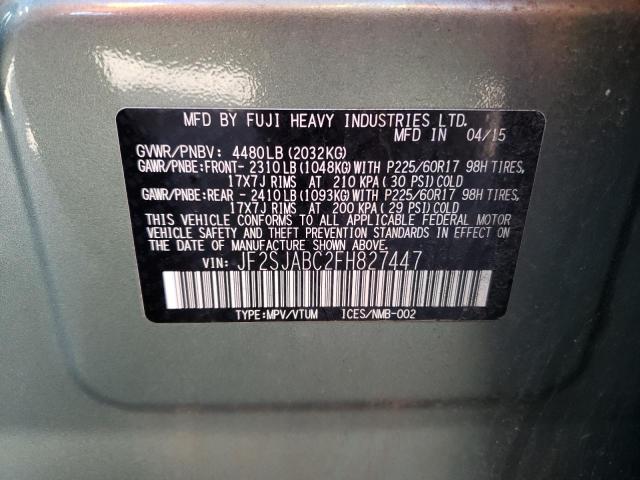 MFD BY FUJI HEAVY INDUSTRIES LTD.
MFD IN 04/15
GVWR/PNBV: 4480LB(2032KG)
GAWR/PNBE:FRONT-2310LB(1048KG)WITH P225/60R17 98H TIRES,
17X7J RIMS AT 210 KPA(30 PSI)COLD
GAWR/PNBE:REAR -2410LB(1093KG)WITH P225/60R17 98H TIRES,
17X7J RIMS AT 200 KPA(29 PSI)COLD
THIS VEHICLE CONFORMS TO ALL APPLICABLE FEDERAL MOTOR
VEHICLE SAFETY AND THEFT PREVENTION STANDARDS IN EFFECT
ON THE DATE OF MANUFACTURE SHOWN ABOVE.
VIN: JF2SJABC2FH827447
TYPE:MPV/VTUM ICES/NMB-002